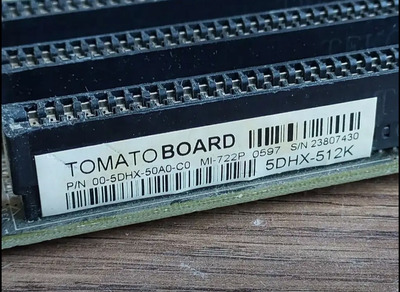 TOMATOBOARD
P/N 00-5DHX-50A0-C0 MI-722P 0597 S/N 23807430
5DHX-512K